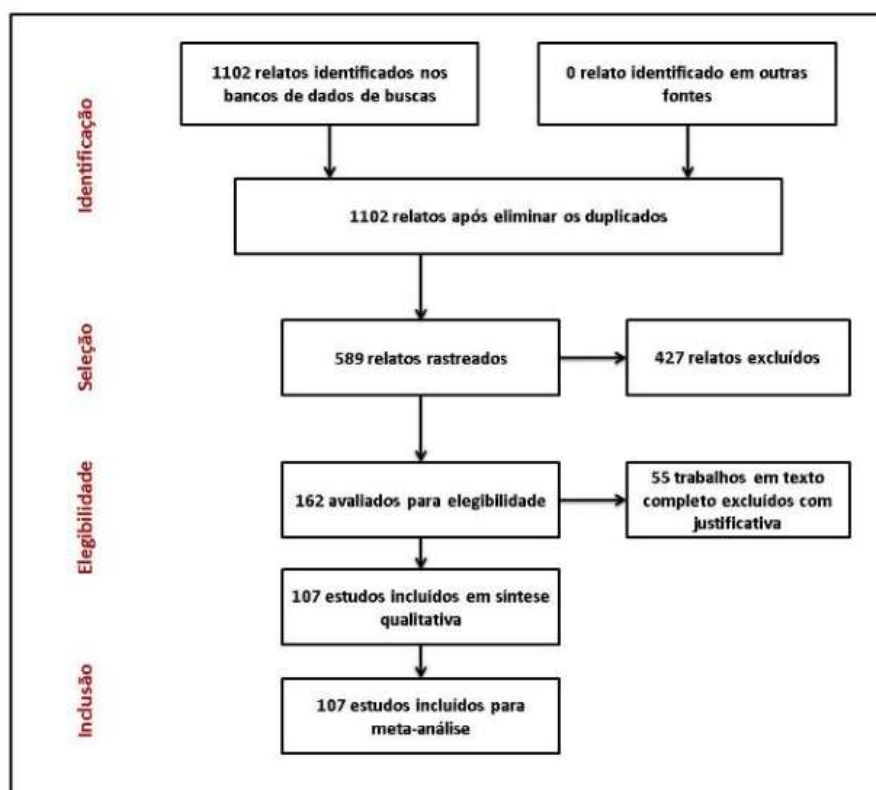 Identificação
1102 relatos identificados nos
bancos de dados de buscas
0 relato identificado em outras
fontes
1102 relatos após eliminar os duplicados
Seleção
589 relatos rastreados
427 relatos excluídos
Elegibilidade
162 avaliados para elegibilidade
55 trabalhos em texto
completo excluídos com
justificativa
107 estudos incluídos em síntese
qualitativa
Inclusão
107 estudos incluídos para
meta-análise